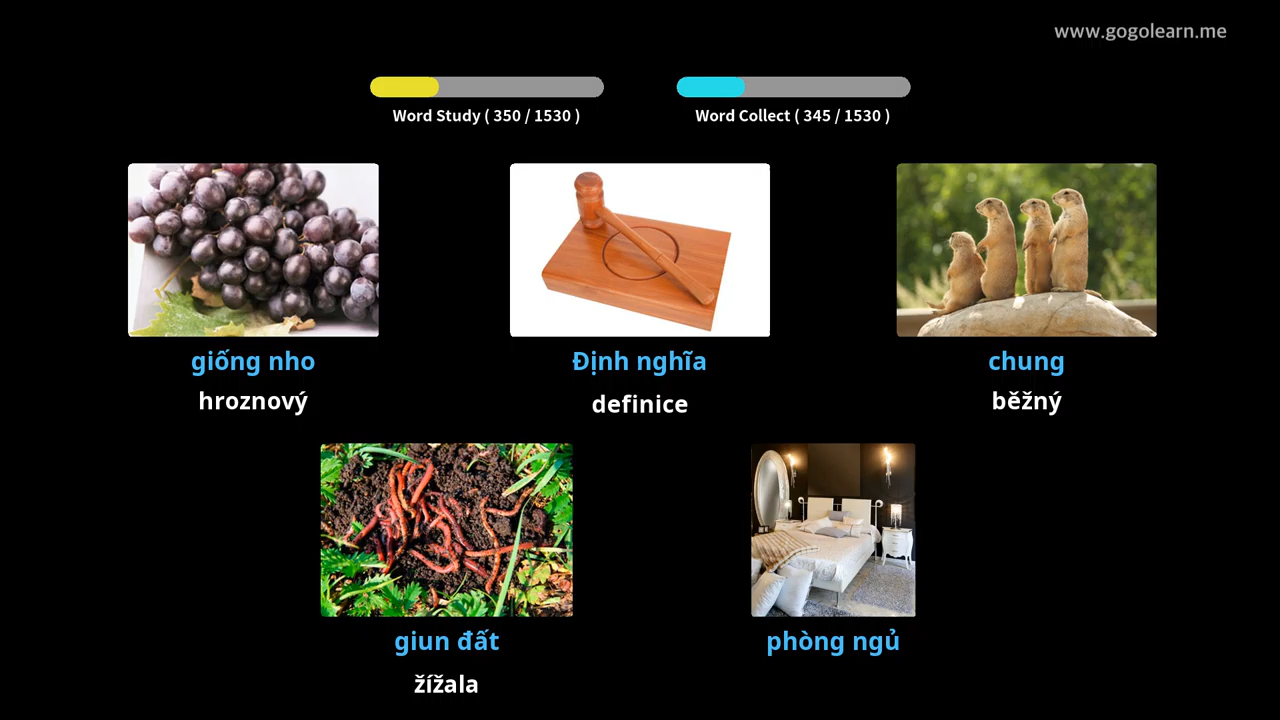 www.gogolearn.me
Word Study ( 350 / 1530 )
Word Collect ( 345 / 1530 )
giống nho
hroznový
Định nghĩa
definice
chung
běžný
giun đất
žížala
phòng ngủ